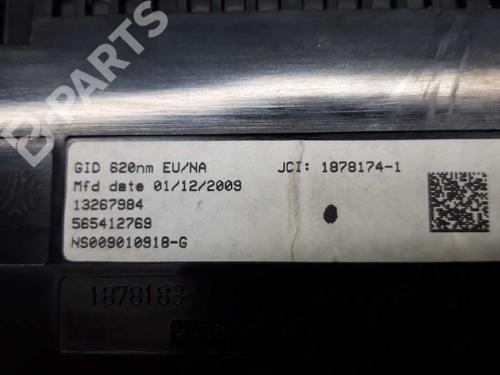 B-PARTS
GID 620nm EU/NA JCI: 1878174-1
Mfd date 01/12/2009
13267984
565412769
NS009010918-G
1878183